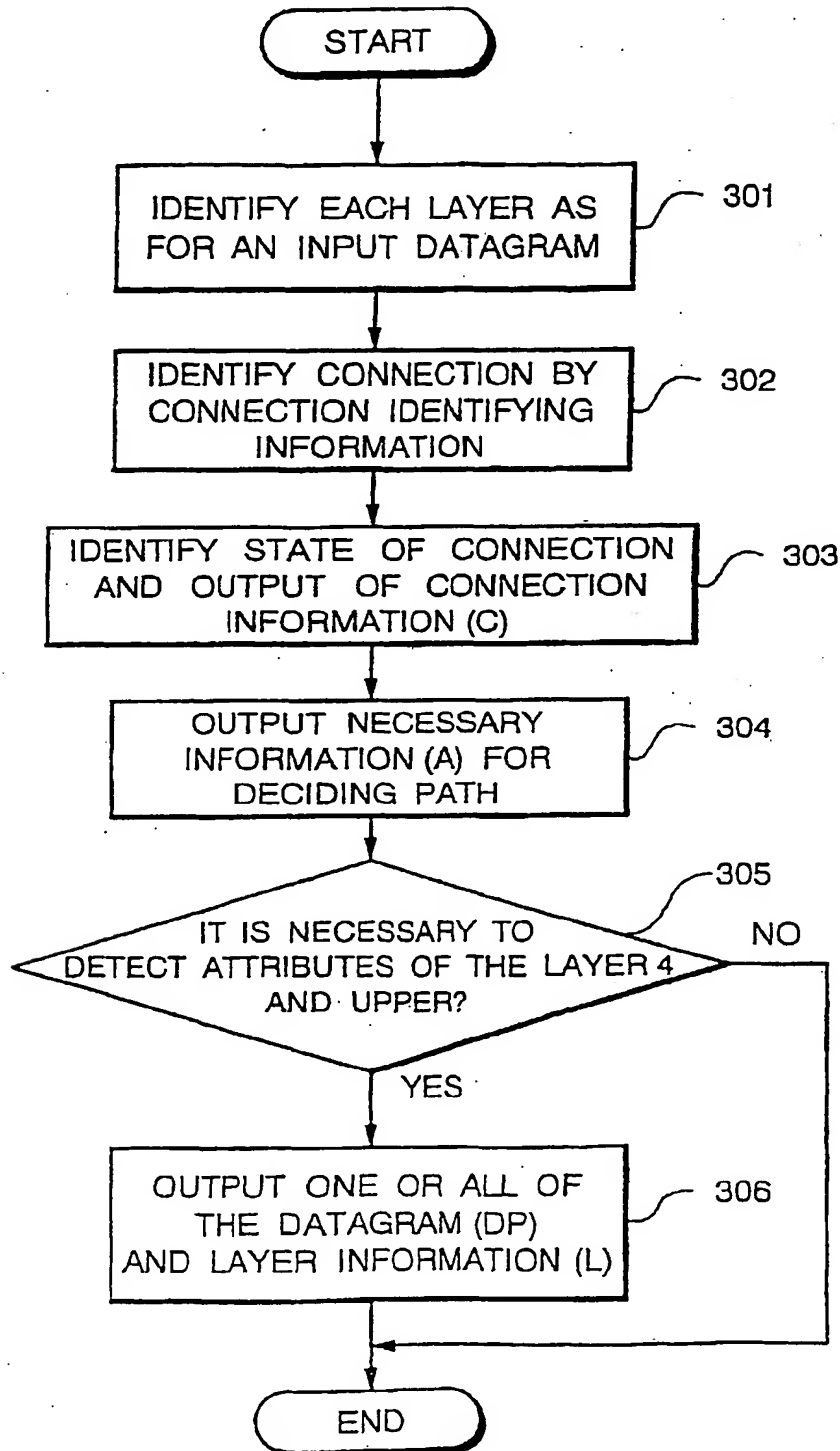 START
IDENTIFY EACH LAYER AS
FOR AN INPUT DATAGRAM
301
IDENTIFY CONNECTION BY
CONNECTION IDENTIFYING
INFORMATION
302
IDENTIFY STATE OF CONNECTION
AND OUTPUT OF CONNECTION
INFORMATION (C)
303
OUTPUT NECESSARY
INFORMATION (A) FOR
DECIDING PATH
304
305
IT IS NECESSARY TO
DETECT ATTRIBUTES OF THE LAYER 4
AND UPPER?
NO
YES
OUTPUT ONE OR ALL OF
THE DATAGRAM (DP)
AND LAYER INFORMATION (L)
306
END